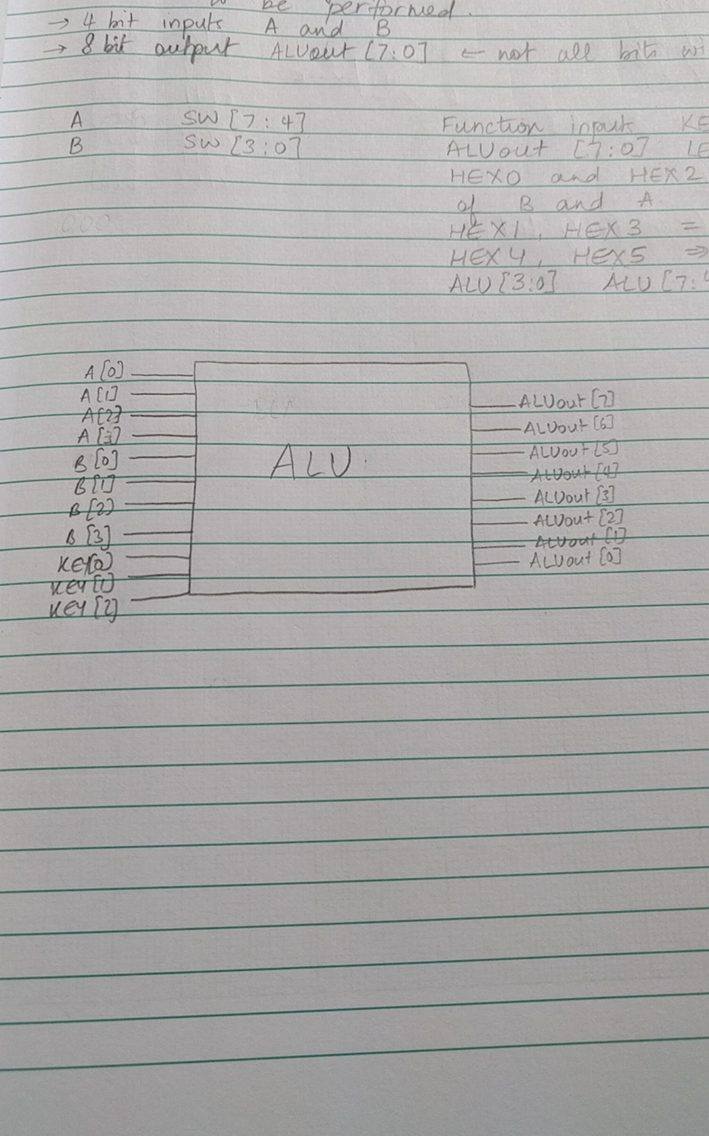 be performed.
→ 4 bit inputs A and B
→ 8 bit output ALUout [7:0] ← not all bits wi
A SW [7:4] Function inputs KE
B SW [3:0] ALUout [7:0] LE
HEX0 and HEX2
of B and A
HEX1, HEX3 =
HEX4, HEX5 ⇒
ALU[3:0] ALU[7:4
A[0]
A[1]
A[2]
A[3]
B[0]
B[1]
B[2]
B[3]
KEY[0]
KEY[1]
KEY[2]
ALU
ALUout [7]
ALUout [6]
ALUout [5]
ALUout [4]
ALUout [3]
ALUout [2]
ALUout [1]
ALUout [0]